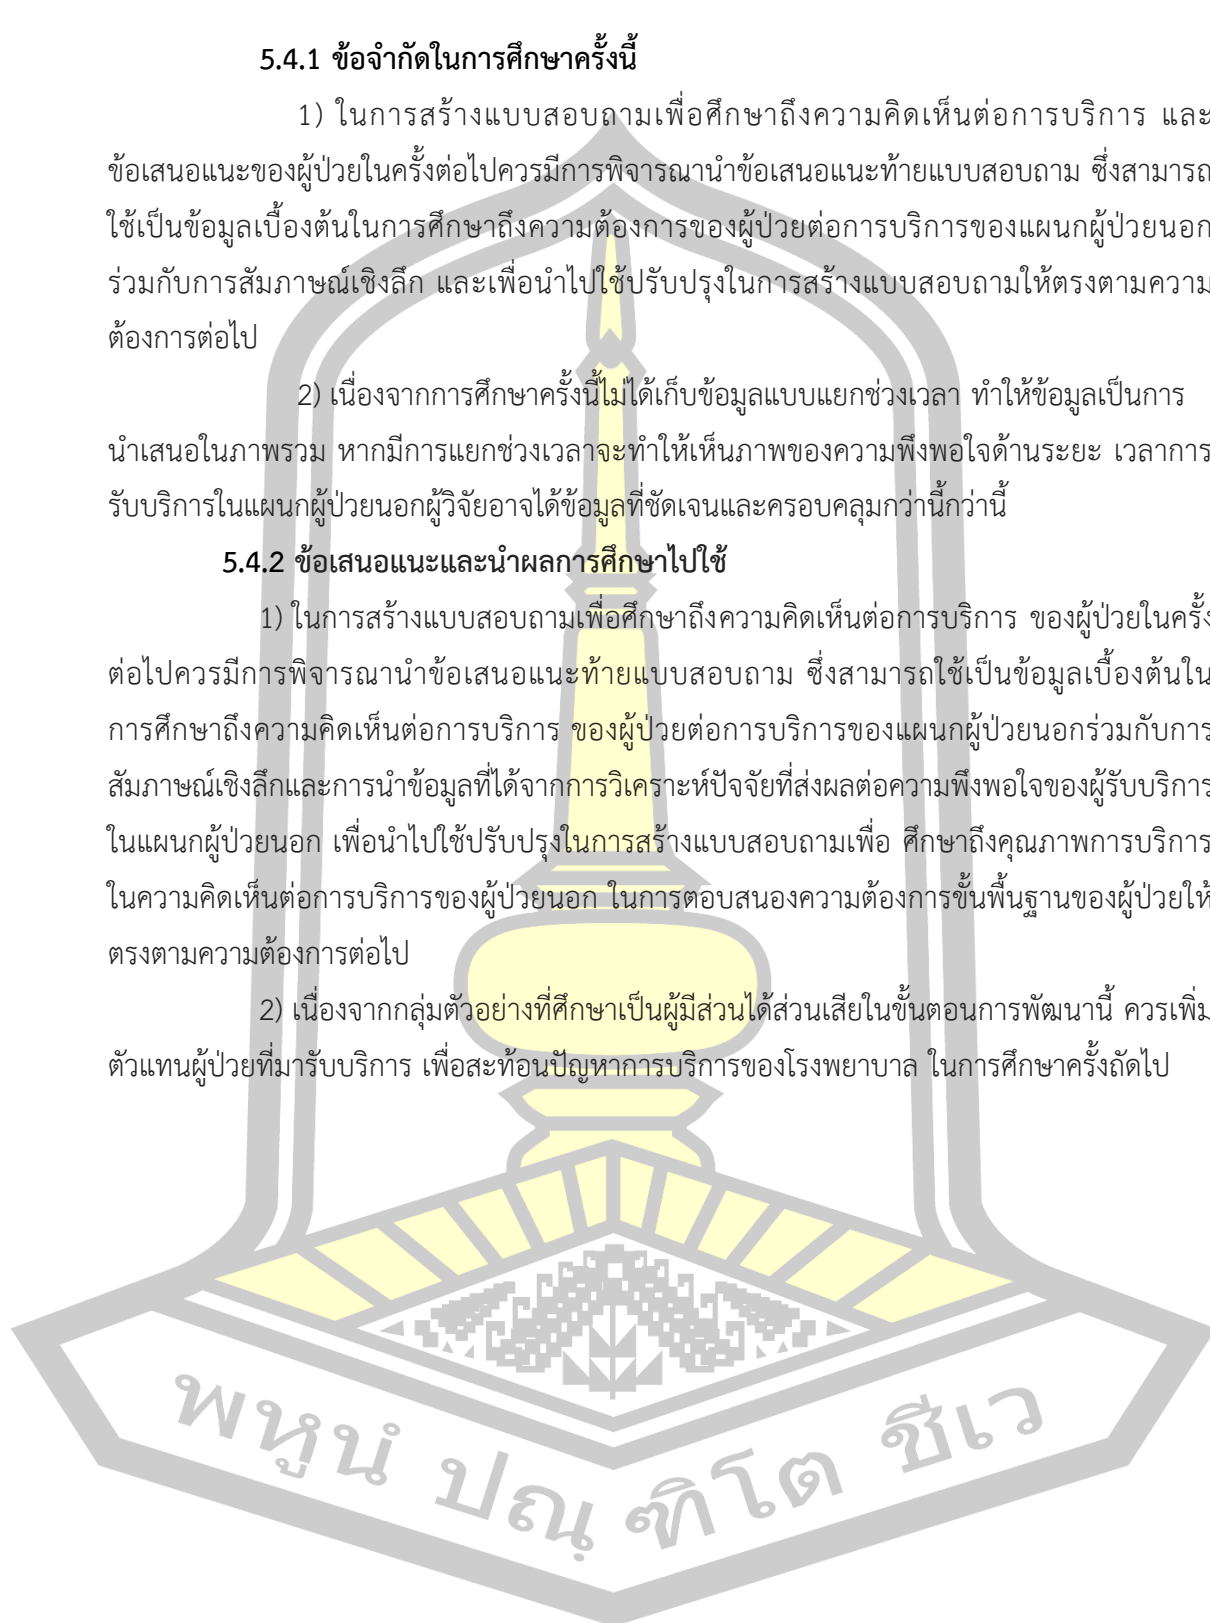 5.4.1 ข้อจำกัดในการศึกษาครั้งนี้
1) ในการสร้างแบบสอบถามเพื่อศึกษาถึงความคิดเห็นต่อการบริการ และ
ข้อเสนอแนะของผู้ป่วยในครั้งต่อไปควรมีการพิจารณานำข้อเสนอแนะท้ายแบบสอบถาม ซึ่งสามารถ
ใช้เป็นข้อมูลเบื้องต้นในการศึกษาถึงความต้องการของผู้ป่วยต่อการบริการของแผนกผู้ป่วยนอก
ร่วมกับการสัมภาษณ์เชิงลึก และเพื่อนำไปใช้ปรับปรุงในการสร้างแบบสอบถามให้ตรงตามความ
ต้องการต่อไป
2) เนื่องจากการศึกษาครั้งนี้ไม่ได้เก็บข้อมูลแบบแยกช่วงเวลา ทำให้ข้อมูลเป็นการ
นำเสนอในภาพรวม หากมีการแยกช่วงเวลาจะทำให้เห็นภาพของความพึงพอใจด้านระยะ เวลาการ
รับบริการในแผนกผู้ป่วยนอกผู้วิจัยอาจได้ข้อมูลที่ชัดเจนและครอบคลุมกว่านี้กว่านี้
5.4.2 ข้อเสนอแนะและนำผลการศึกษาไปใช้
1) ในการสร้างแบบสอบถามเพื่อศึกษาถึงความคิดเห็นต่อการบริการ ของผู้ป่วยในครั้ง
ต่อไปควรมีการพิจารณานำข้อเสนอแนะท้ายแบบสอบถาม ซึ่งสามารถใช้เป็นข้อมูลเบื้องต้นใน
การศึกษาถึงความคิดเห็นต่อการบริการ ของผู้ป่วยต่อการบริการของแผนกผู้ป่วยนอกร่วมกับการ
สัมภาษณ์เชิงลึกและการนำข้อมูลที่ได้จากการวิเคราะห์ปัจจัยที่ส่งผลต่อความพึงพอใจของผู้รับบริการ
ในแผนกผู้ป่วยนอก เพื่อนำไปใช้ปรับปรุงในการสร้างแบบสอบถามเพื่อ ศึกษาถึงคุณภาพการบริการ
ในความคิดเห็นต่อการบริการของผู้ป่วยนอก ในการตอบสนองความต้องการขั้นพื้นฐานของผู้ป่วยให้
ตรงตามความต้องการต่อไป
2) เนื่องจากกลุ่มตัวอย่างที่ศึกษาเป็นผู้มีส่วนได้ส่วนเสียในขั้นตอนการพัฒนานี้ ควรเพิ่ม
ตัวแทนผู้ป่วยที่มารับบริการ เพื่อสะท้อนปัญหาการบริการของโรงพยาบาล ในการศึกษาครั้งถัดไป
พหูนํ ปณฺฑิโต ชีเว